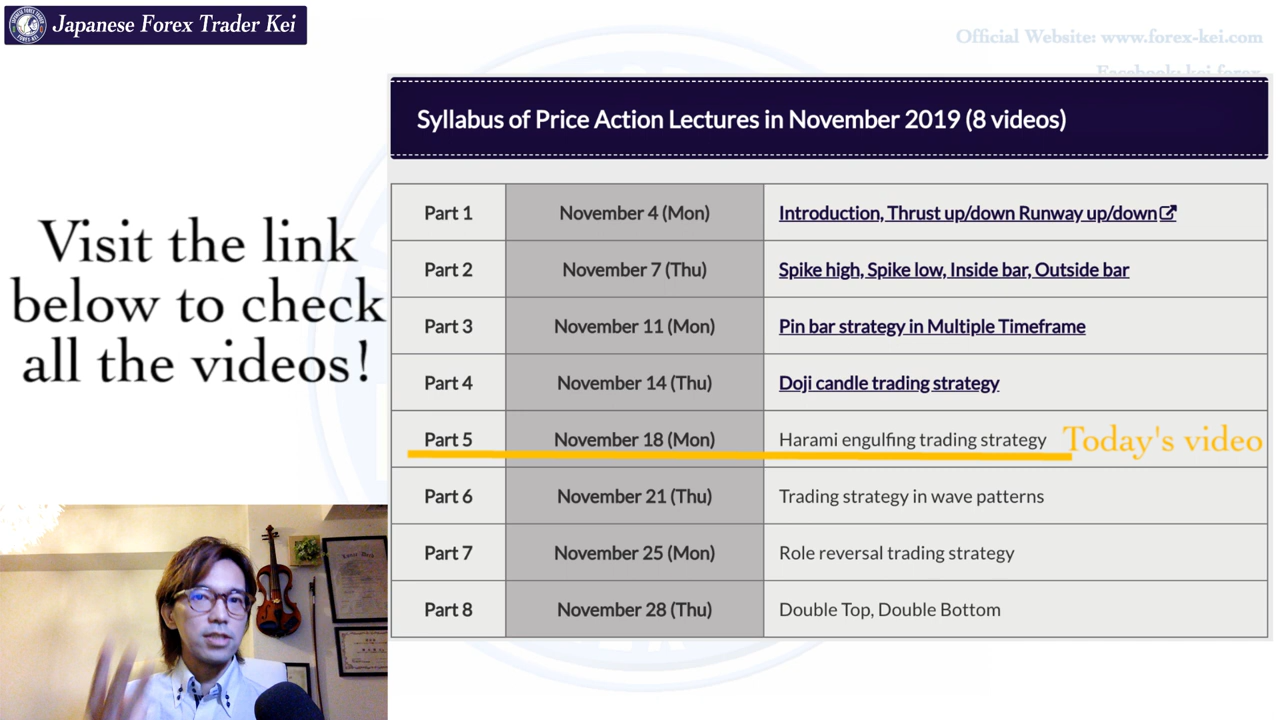 Japanese Forex Trader Kei
Official Website: www.forex-kei.com
Facebook: kei.forex
Syllabus of Price Action Lectures in November 2019 (8 videos)
Visit the link
below to check
all the videos!
Part 1 November 4 (Mon) Introduction, Thrust up/down Runway up/down
Part 2 November 7 (Thu) Spike high, Spike low, Inside bar, Outside bar
Part 3 November 11 (Mon) Pin bar strategy in Multiple Timeframe
Part 4 November 14 (Thu) Doji candle trading strategy
Part 5 November 18 (Mon) Harami engulfing trading strategy Today's video
Part 6 November 21 (Thu) Trading strategy in wave patterns
Part 7 November 25 (Mon) Role reversal trading strategy
Part 8 November 28 (Thu) Double Top, Double Bottom